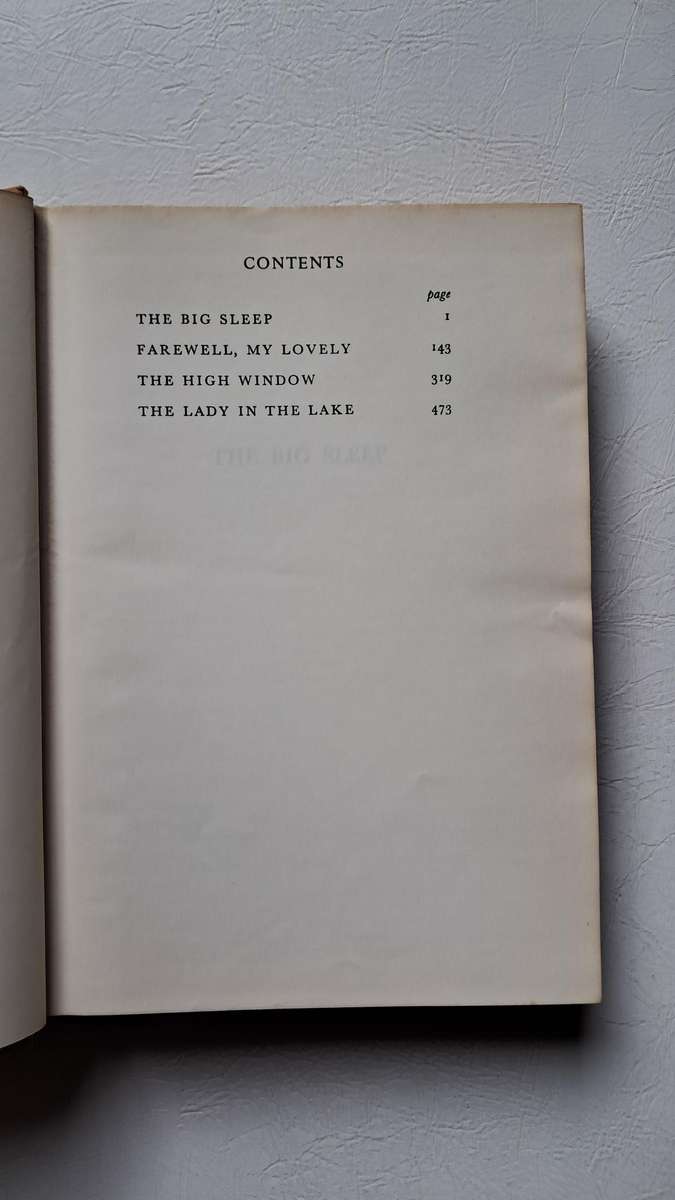 CONTENTS
page
THE BIG SLEEP 1
FAREWELL, MY LOVELY 143
THE HIGH WINDOW 319
THE LADY IN THE LAKE 473
THE BIG SLEEP